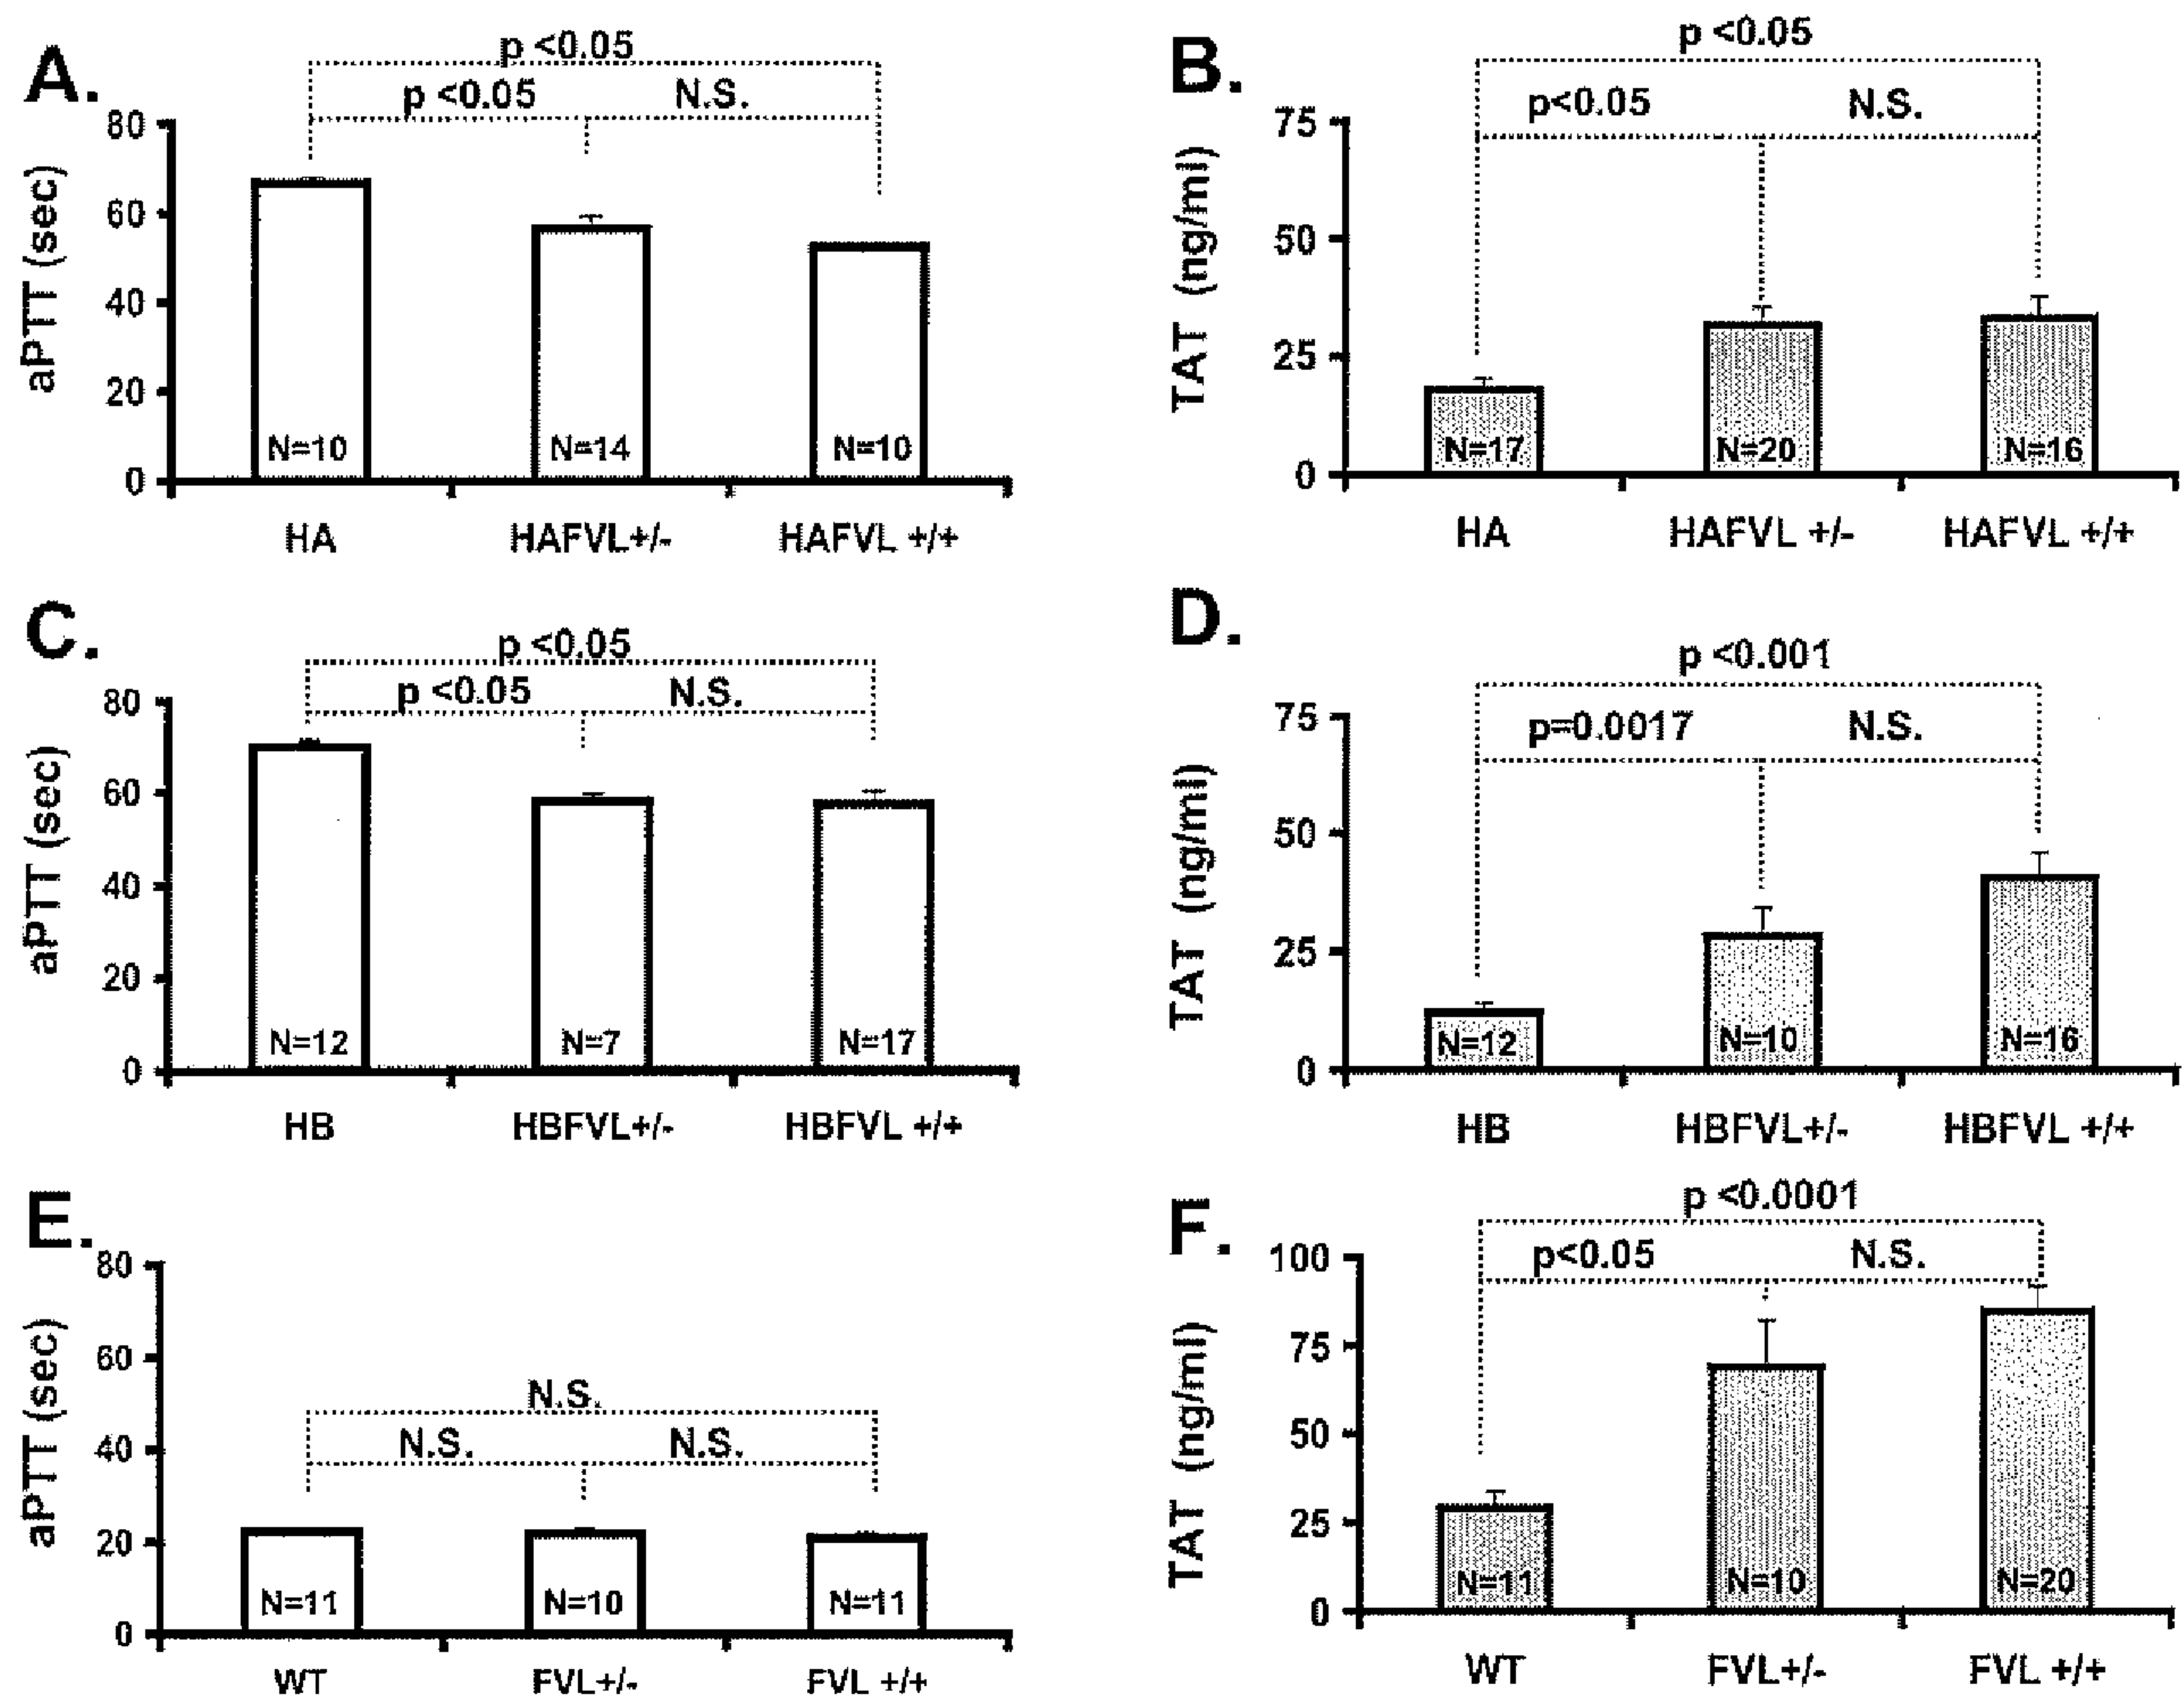 A.
p <0.05
p <0.05 N.S.
80
60
40
20
0
aPTT (sec)
N=10 N=14 N=10
HA HAFVL+/- HAFVL +/+
B.
p <0.05
p<0.05 N.S.
75
50
25
0
TAT (ng/ml)
N=17 N=20 N=16
HA HAFVL +/- HAFVL +/+
C.
p <0.05
p <0.05 N.S.
80
60
40
20
0
aPTT (sec)
N=12 N=7 N=17
HB HBFVL+/- HBFVL +/+
D.
p <0.001
p=0.0017 N.S.
75
50
25
0
TAT (ng/ml)
N=12 N=10 N=16
HB HBFVL+/- HBFVL +/+
E.
80
60
40
20
0
aPTT (sec)
N.S.
N.S. N.S.
N=11 N=10 N=11
WT FVL+/- FVL +/+
F.
p <0.0001
p<0.05 N.S.
100
75
50
25
0
TAT (ng/ml)
N=11 N=10 N=20
WT FVL+/- FVL +/+